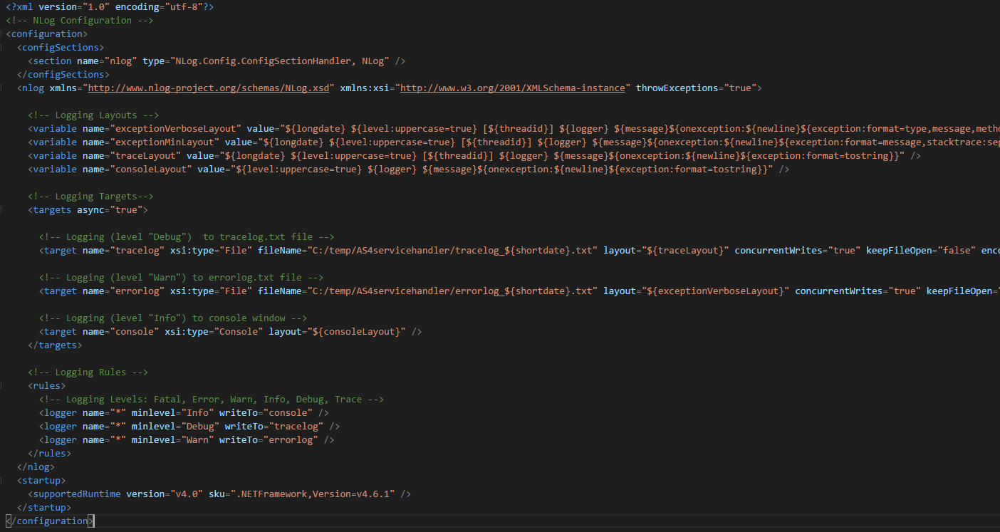 <?xml version="1.0" encoding="utf-8"?>
<!-- NLog Configuration -->
<configuration>
<configSections>
<section name="nlog" type="NLog.Config.ConfigSectionHandler, NLog" />
</configSections>
<nlog xmlns="http://www.nlog-project.org/schemas/NLog.xsd" xmlns:xsi="http://www.w3.org/2001/XMLSchema-instance" throwExceptions="true">
<!-- Logging Layouts -->
<variable name="exceptionVerboseLayout" value="${longdate} ${level:uppercase=true} [${threadid}] ${logger} ${message}${onexception:${newline}${exception:format=type,message,metho
<variable name="exceptionMinLayout" value="${longdate} ${level:uppercase=true} [${threadid}] ${logger} ${message}${onexception:${newline}${exception:format=message,stacktrace:sep
<variable name="traceLayout" value="${longdate} ${level:uppercase=true} [${threadid}] ${logger} ${message}${onexception:${newline}${exception:format=tostring}}" />
<variable name="consoleLayout" value="${level:uppercase=true} ${logger} ${message}${onexception:${newline}${exception:format=tostring}}" />
<!-- Logging Targets-->
<targets async="true">
<!-- Logging (level "Debug")  to tracelog.txt file -->
<target name="tracelog" xsi:type="File" fileName="C:/temp/AS4servicehandler/tracelog_${shortdate}.txt" layout="${traceLayout}" concurrentWrites="true" keepFileOpen="false" enco
<!-- Logging (level "Warn") to errorlog.txt file -->
<target name="errorlog" xsi:type="File" fileName="C:/temp/AS4servicehandler/errorlog_${shortdate}.txt" layout="${exceptionVerboseLayout}" concurrentWrites="true" keepFileOpen="
<!-- Logging (level "Info") to console window -->
<target name="console" xsi:type="Console" layout="${consoleLayout}" />
</targets>
<!-- Logging Rules -->
<rules>
<!-- Logging Levels: Fatal, Error, Warn, Info, Debug, Trace -->
<logger name="*" minlevel="Info" writeTo="console" />
<logger name="*" minlevel="Debug" writeTo="tracelog" />
<logger name="*" minlevel="Warn" writeTo="errorlog" />
</rules>
</nlog>
<startup>
<supportedRuntime version="v4.0" sku=".NETFramework,Version=v4.6.1" />
</startup>
</configuration>